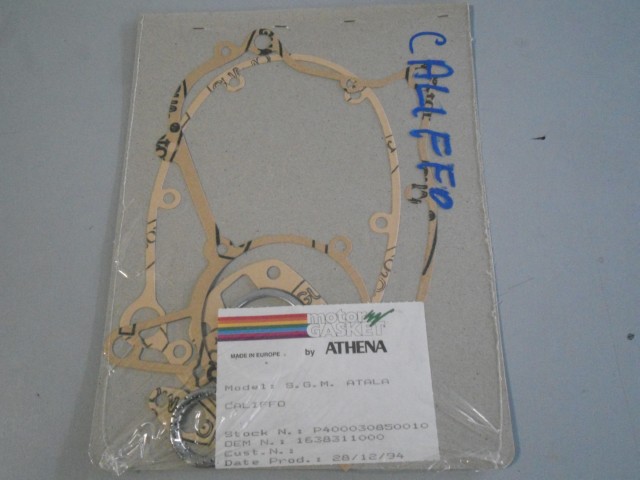 CALIFFO
motor
GASKET
MADE IN EUROPE
by ATHENA
Model: S.G.M. ATALA
CALIFFO
Stock N.: P400030850010
OEM N.: 1638311000
Cust.N.:
Date Prod.: 28/12/94